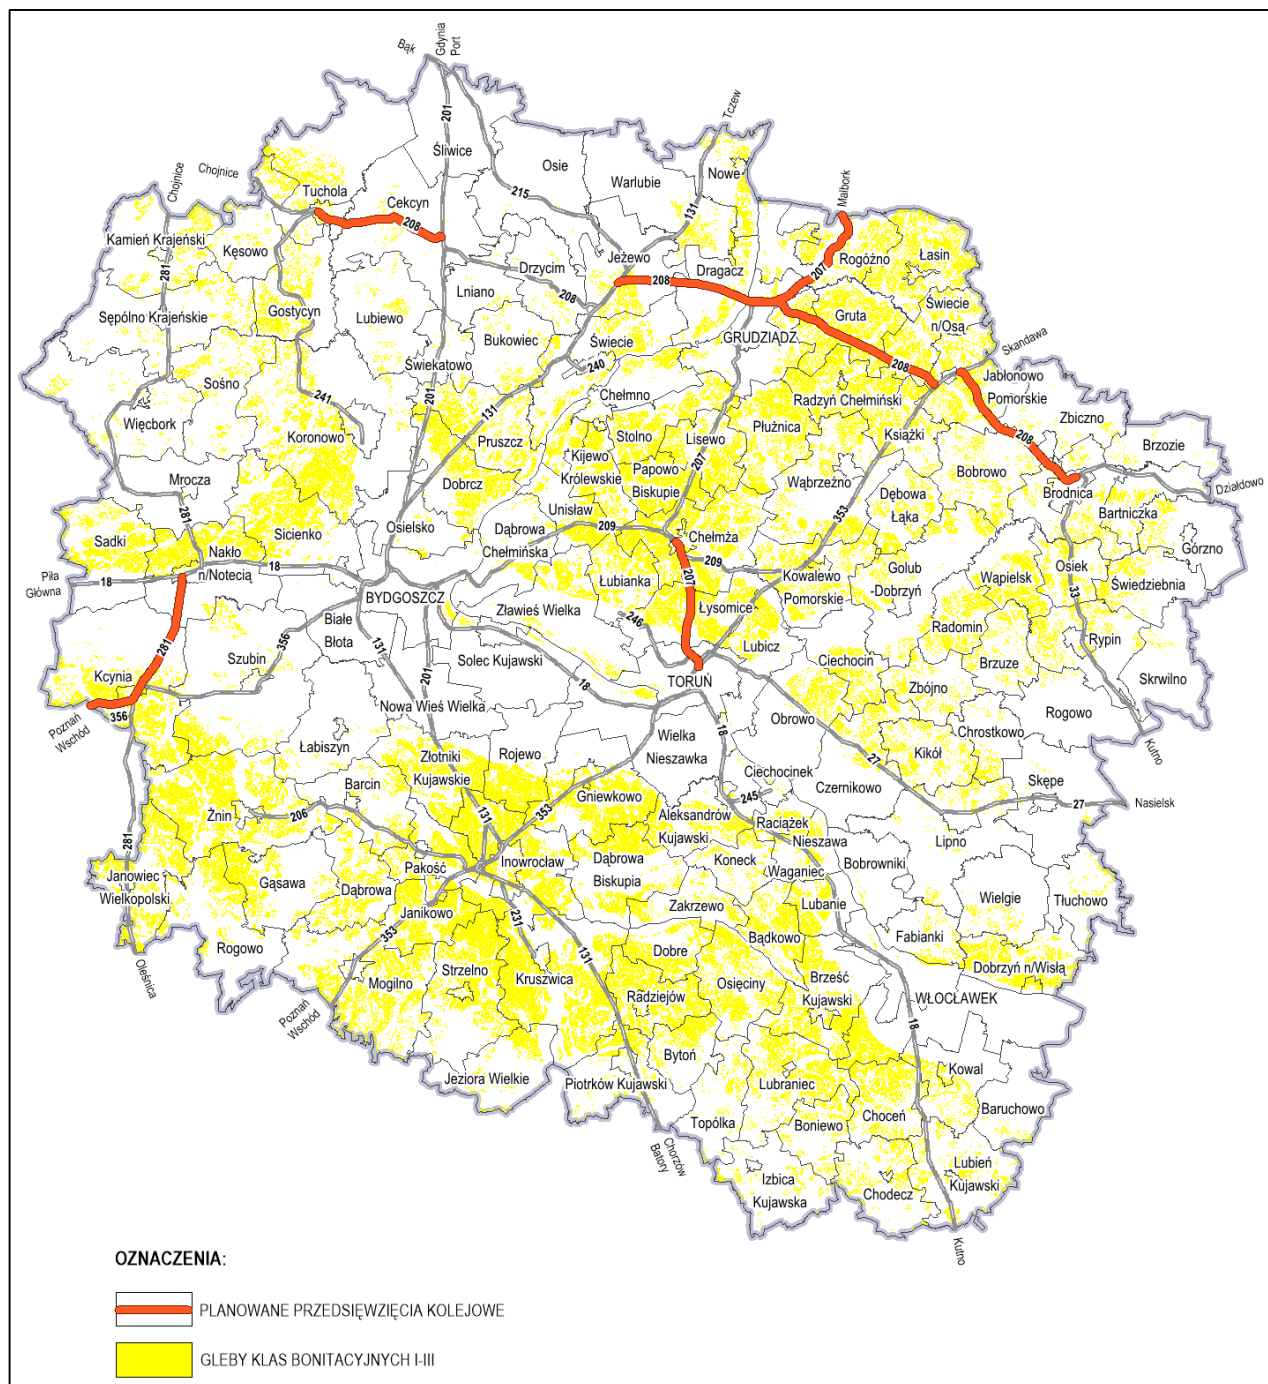 Bąk
Gdynia
Port
201
Śliwice
Osie
Tczew
Warlubie
Nowe
215
131
Chojnice
Chojnice
Tuchola
Cekcyn
208
Malbork
Kamień Krajeński
Kęsowo
281
Drzycim
Jeżewo
208
Dragacz
207
Rogóźno
Łasin
Lniano
208
Sępólno Krajeńskie
Gostycyn
Lubiewo
Bukowiec
Świecie
Gruta
Świecie
n/Osą
GRUDZIĄDZ
Skandawa
Sośno
Świekatowo
240
208
Jabłonowo
Pomorskie
201
131
Chełmno
Radzyń Chełmiński
Zbiczno
Więcbork
241
Koronowo
Pruszcz
Stolno
Lisewo
Płużnica
Książki
208
Brzozie
Kijewo
Królewskie
Papowo
Biskupie
207
Mrocza
Dobrcz
Wąbrzeźno
Bobrowo
Brodnica
Działdowo
281
Unisław
Dębowa
Łąka
Bartniczka
353
Osielsko
Dąbrowa
Chełmińska
209
Chełmża
Sadki
Nakło
n/Notecią
Sicienko
Górzno
18
18
Piła
Główna
209
Kowalewo
Pomorskie
Golub
-Dobrzyń
Wąpielsk
Osiek
Świedziebnia
Łubianka
207
33
BYDGOSZCZ
Zławieś Wielka
Łysomice
Białe
Błota
246
Radomin
Rypin
281
356
131
Szubin
Solec Kujawski
Lubicz
Ciechocin
Brzuze
Kcynia
201
18
TORUŃ
Zbójno
Skrwilno
356
Poznań
Wschód
Nowa Wieś Wielka
Obrowo
Rogowo
Chrostkowo
Łabiszyn
Złotniki
Kujawskie
Rojewo
Wielka
Nieszawka
18
27
Kikół
Kutno
Barcin
Gniewkowo
Ciechocinek
Czernikowo
Skępe
Żnin
206
131
353
245
27
Nasielsk
Aleksandrów
Kujawski
Raciążek
Nieszawa
Lipno
281
Janowiec
Wielkopolski
Gąsawa
Dąbrowa
Pakość
Inowrocław
Dąbrowa
Biskupia
Koneck
Waganiec
Bobrowniki
Wielgie
Tłuchowo
Janikowo
231
Zakrzewo
Lubanie
353
Rogowo
131
Dobre
Bądkowo
Fabianki
Oleśnica
Mogilno
Strzelno
Kruszwica
Radziejów
Osięciny
Brześć
Kujawski
Dobrzyń n/Wisłą
Poznań
Wschód
WŁOCŁAWEK
18
Bytoń
Jeziora Wielkie
Piotrków Kujawski
Lubraniec
Kowal
Choceń
Baruchowo
Topólka
Boniewo
Chorzów
Batory
Izbica
Kujawska
Chodecz
Lubień
Kujawski
Kutno
OZNACZENIA:
PLANOWANE PRZEDSIĘWZIĘCIA KOLEJOWE
GLEBY KLAS BONITACYJNYCH I-III